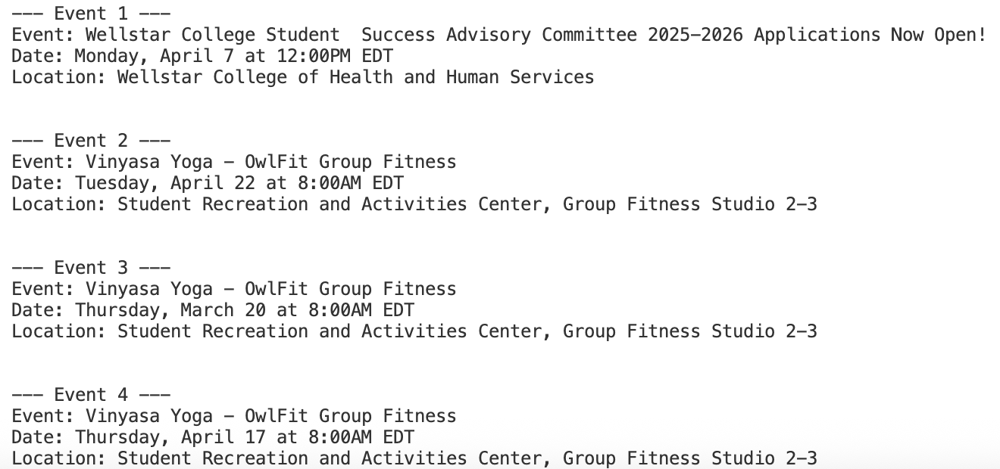 --- Event 1 ---
Event: Wellstar College Student  Success Advisory Committee 2025-2026 Applications Now Open!
Date: Monday, April 7 at 12:00PM EDT
Location: Wellstar College of Health and Human Services
--- Event 2 ---
Event: Vinyasa Yoga - OwlFit Group Fitness
Date: Tuesday, April 22 at 8:00AM EDT
Location: Student Recreation and Activities Center, Group Fitness Studio 2-3
--- Event 3 ---
Event: Vinyasa Yoga - OwlFit Group Fitness
Date: Thursday, March 20 at 8:00AM EDT
Location: Student Recreation and Activities Center, Group Fitness Studio 2-3
--- Event 4 ---
Event: Vinyasa Yoga - OwlFit Group Fitness
Date: Thursday, April 17 at 8:00AM EDT
Location: Student Recreation and Activities Center, Group Fitness Studio 2-3